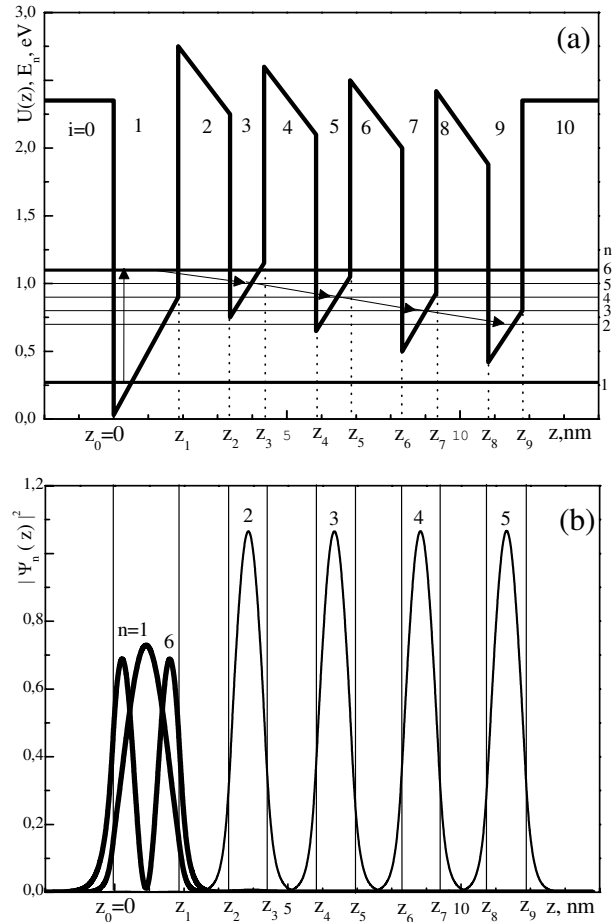 (a)
U(z), E_n, eV
3,0
2,5
2,0
1,5
1,0
0,5
0,0
i=0 1 2 3 4 5 6 7 8 9 10
n
6
5
4
3
2
1
z_0=0 z_1 z_2 z_3 5 z_4 z_5 z_6 z_7 10 z_8 z_9 z,nm
(b)
|Ψ_n(z)|^2
1,2
0,8
0,4
0,0
n=1 6 2 3 4 5
z_0=0 z_1 z_2 z_3 5 z_4 z_5 z_6 z_7 10 z_8 z_9 z, nm